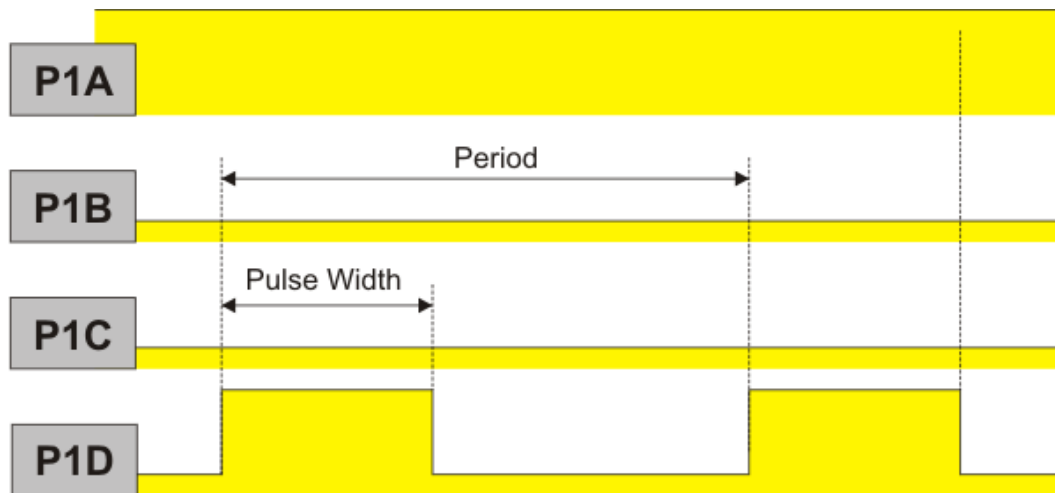 P1A
Period
P1B
Pulse Width
P1C
P1D